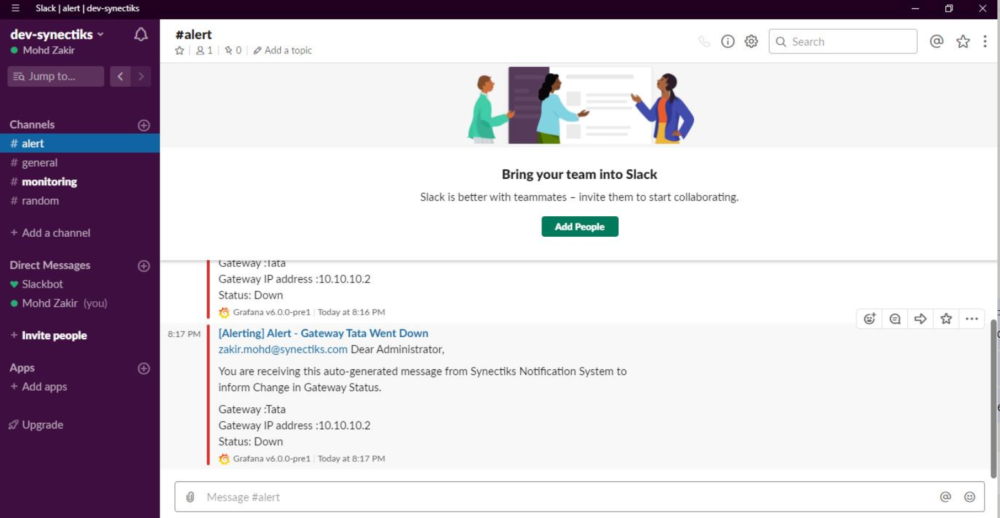 Slack | alert | dev-synectiks
dev-synectiks
Mohd Zakir
Jump to...
Channels
# alert
# general
# monitoring
# random
+ Add a channel
Direct Messages
Slackbot
Mohd Zakir (you)
+ Invite people
Apps
+ Add apps
Upgrade
#alert
1 | 0 | Add a topic
Search
Bring your team into Slack
Slack is better with teammates – invite them to start collaborating.
Add People
Gateway :Tata
Gateway IP address :10.10.10.2
Status: Down
Grafana v6.0.0-pre1 | Today at 8:16 PM
8:17 PM
[Alerting] Alert - Gateway Tata Went Down
zakir.mohd@synectiks.com Dear Administrator,
You are receiving this auto-generated message from Synectiks Notification System to
inform Change in Gateway Status.
Gateway :Tata
Gateway IP address :10.10.10.2
Status: Down
Grafana v6.0.0-pre1 | Today at 8:17 PM
Message #alert